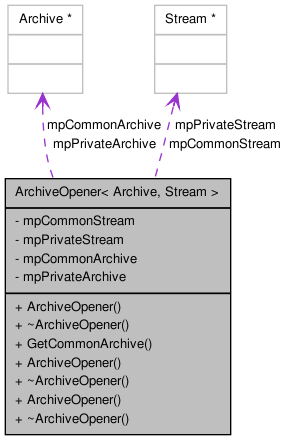 Archive *
Stream *
mpCommonArchive
mpPrivateArchive
mpPrivateStream
mpCommonStream
ArchiveOpener< Archive, Stream >
- mpCommonStream
- mpPrivateStream
- mpCommonArchive
- mpPrivateArchive
+ ArchiveOpener()
+ ~ArchiveOpener()
+ GetCommonArchive()
+ ArchiveOpener()
+ ~ArchiveOpener()
+ ArchiveOpener()
+ ~ArchiveOpener()